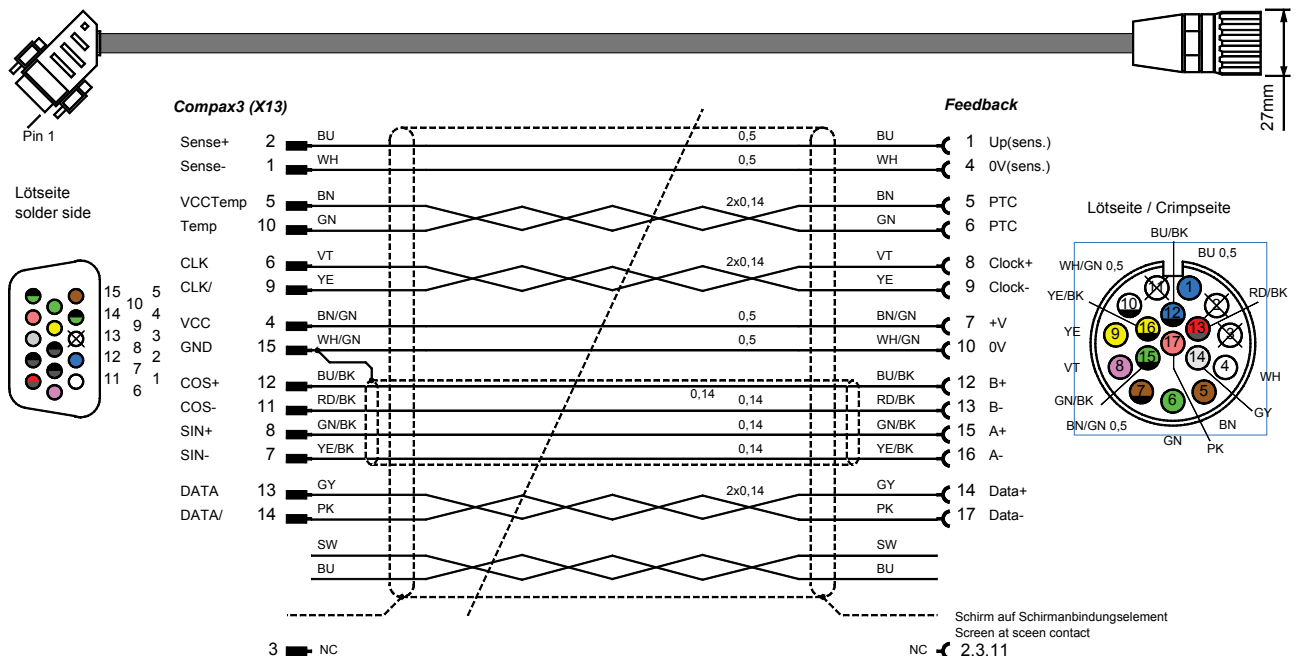 Pin 1
27mm
Compax3 (X13)
Feedback
Sense+ 2 BU 0,5 BU 1 Up(sens.)
Sense- 1 WH 0,5 WH 4 0V(sens.)
VCCTemp 5 BN 2x0,14 BN 5 PTC
Temp 10 GN GN 6 PTC
CLK 6 VT 2x0,14 VT 8 Clock+
CLK/ 9 YE YE 9 Clock-
VCC 4 BN/GN 0,5 BN/GN 7 +V
GND 15 WH/GN 0,5 WH/GN 10 0V
COS+ 12 BU/BK 0,14 BU/BK 12 B+
COS- 11 RD/BK 0,14 RD/BK 13 B-
SIN+ 8 GN/BK 0,14 GN/BK 15 A+
SIN- 7 YE/BK 0,14 YE/BK 16 A-
DATA 13 GY 2x0,14 GY 14 Data+
DATA/ 14 PK PK 17 Data-
SW SW
BU BU
Schirm auf Schirmanbindungselement
Screen at sceen contact
3 NC NC 2.3.11
Lötseite
solder side
15 5
10
14 4
9
13 3
8
12 2
7
11 1
6
Lötseite / Crimpseite
BU/BK
BU 0,5
WH/GN 0,5
RD/BK
YE/BK
YE
VT
WH
GN/BK
GY
BN/GN 0,5
BN
GN
PK
11 1
10 2
12
16 13
9 3
17
15 14
8 4
7 5
6